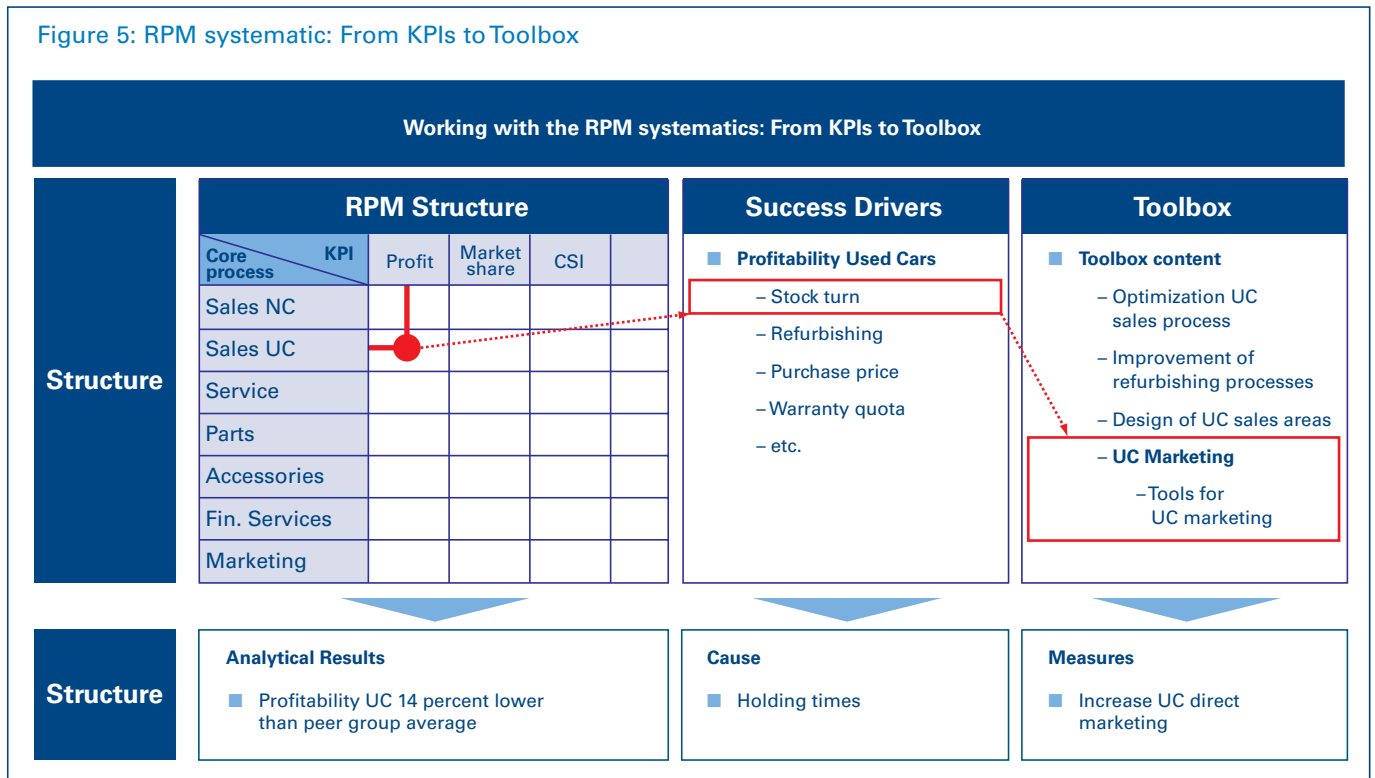 Figure 5: RPM systematic: From KPIs to Toolbox
Working with the RPM systematics: From KPIs to Toolbox
Structure
RPM Structure
Core process
KPI
Profit
Market share
CSI
Sales NC
Sales UC
Service
Parts
Accessories
Fin. Services
Marketing
Success Drivers
■ Profitability Used Cars
– Stock turn
– Refurbishing
– Purchase price
– Warranty quota
– etc.
Toolbox
■ Toolbox content
– Optimization UC
sales process
– Improvement of
refurbishing processes
– Design of UC sales areas
– UC Marketing
– Tools for
UC marketing
Structure
Analytical Results
■ Profitability UC 14 percent lower
than peer group average
Cause
■ Holding times
Measures
■ Increase UC direct
marketing